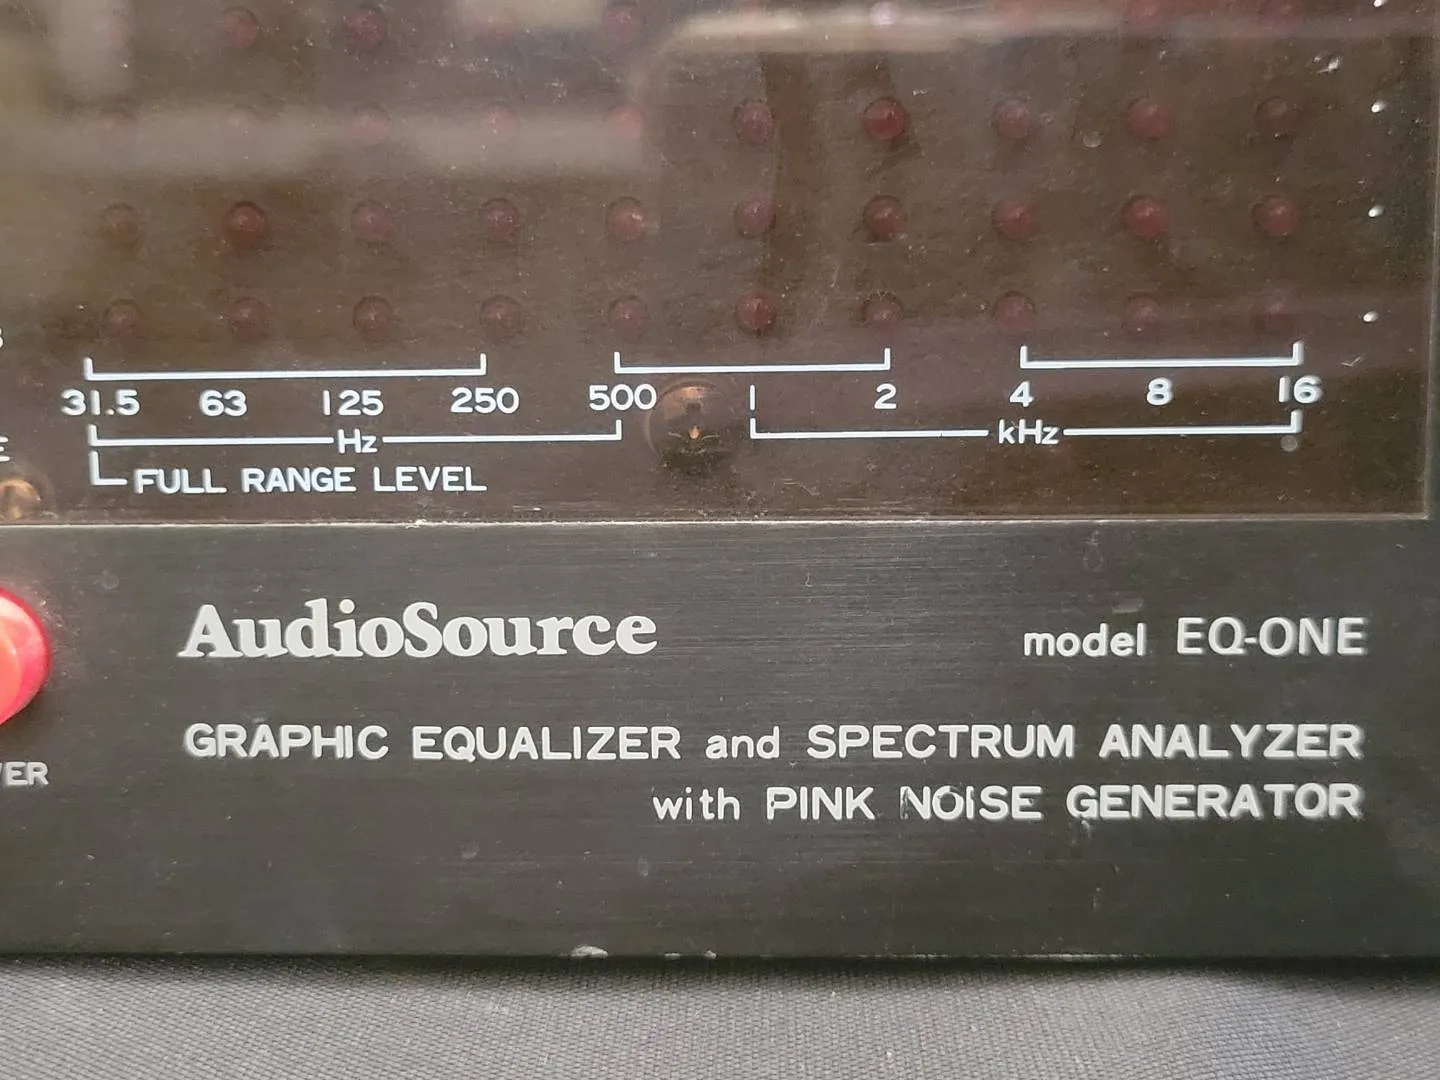 31.5 63 125 250 500 1 2 4 8 16
Hz kHz
FULL RANGE LEVEL
AudioSource model EQ-ONE
GRAPHIC EQUALIZER and SPECTRUM ANALYZER
with PINK NOISE GENERATOR